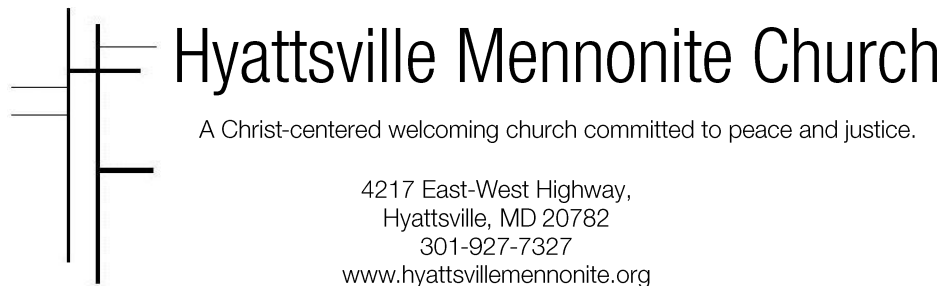 Hyattsville Mennonite Church
A Christ-centered welcoming church committed to peace and justice.
4217 East-West Highway,
Hyattsville, MD 20782
301-927-7327
www.hyattsvillemennonite.org